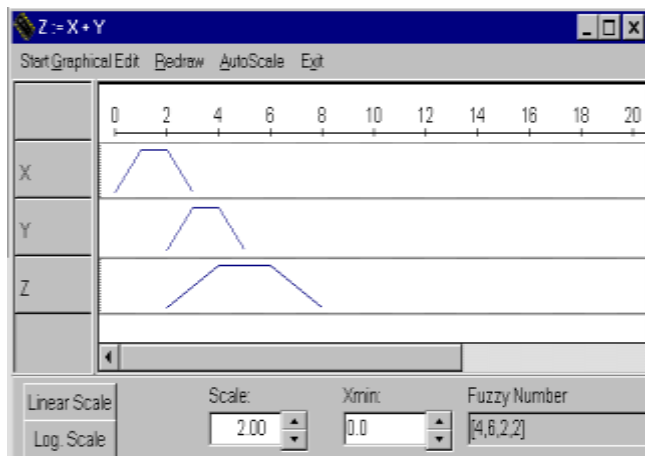 Z := X + Y
Start Graphical Edit Redraw AutoScale Exit
0 2 4 6 8 10 12 14 16 18 20
X
Y
Z
Linear Scale
Log. Scale
Scale:
2.00
Xmin:
0.0
Fuzzy Number
[4,6,2,2]